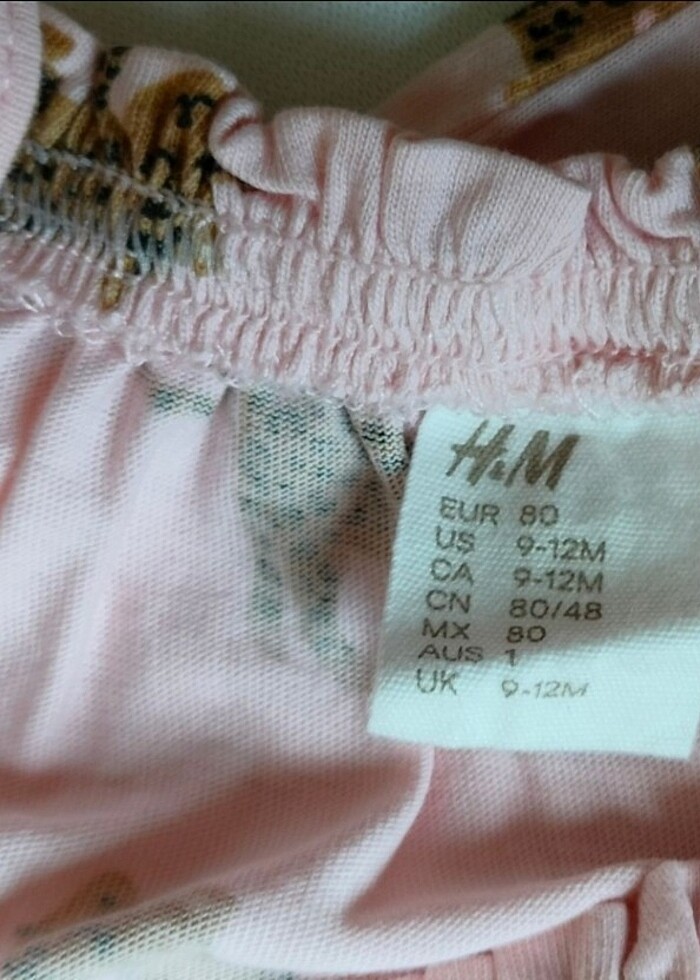 H&M
EUR 80
US 9-12M
CA 9-12M
CN 80/48
MX 80
AUS 1
UK 9-12M